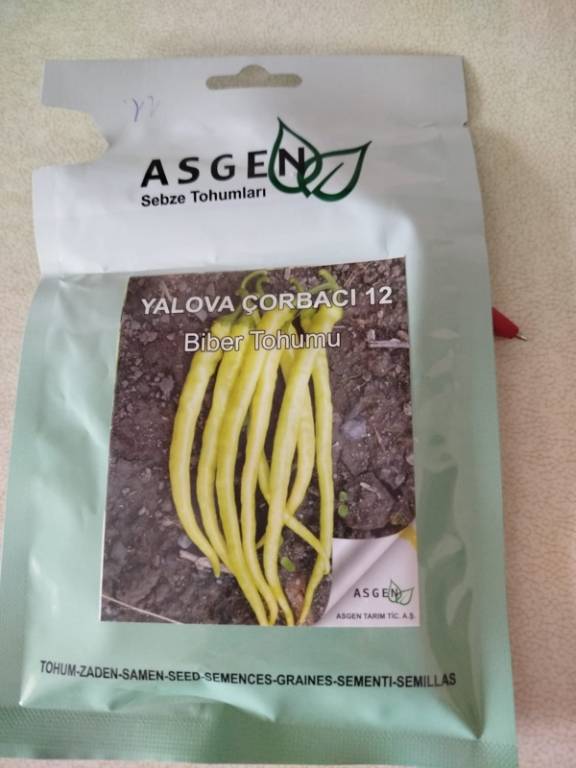 ASGEN
Sebze Tohumları
YALOVA ÇORBACI 12
Biber Tohumu
ASGEN
ASGEN TARIM TİC. A.Ş.
TOHUM-ZADEN-SAMEN-SEED-SEMENCES-GRAINES-SEMENTI-SEMILLAS